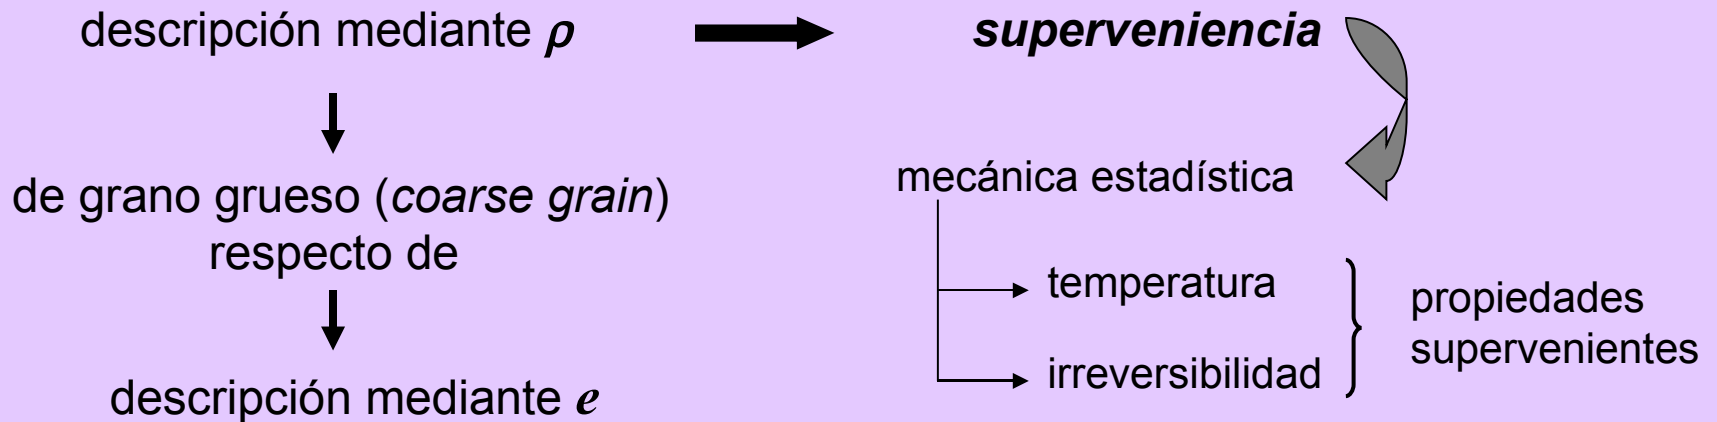 descripción mediante ρ
superveniencia
de grano grueso (coarse grain)
respecto de
descripción mediante e
mecánica estadística
temperatura
irreversibilidad
propiedades
supervenientes